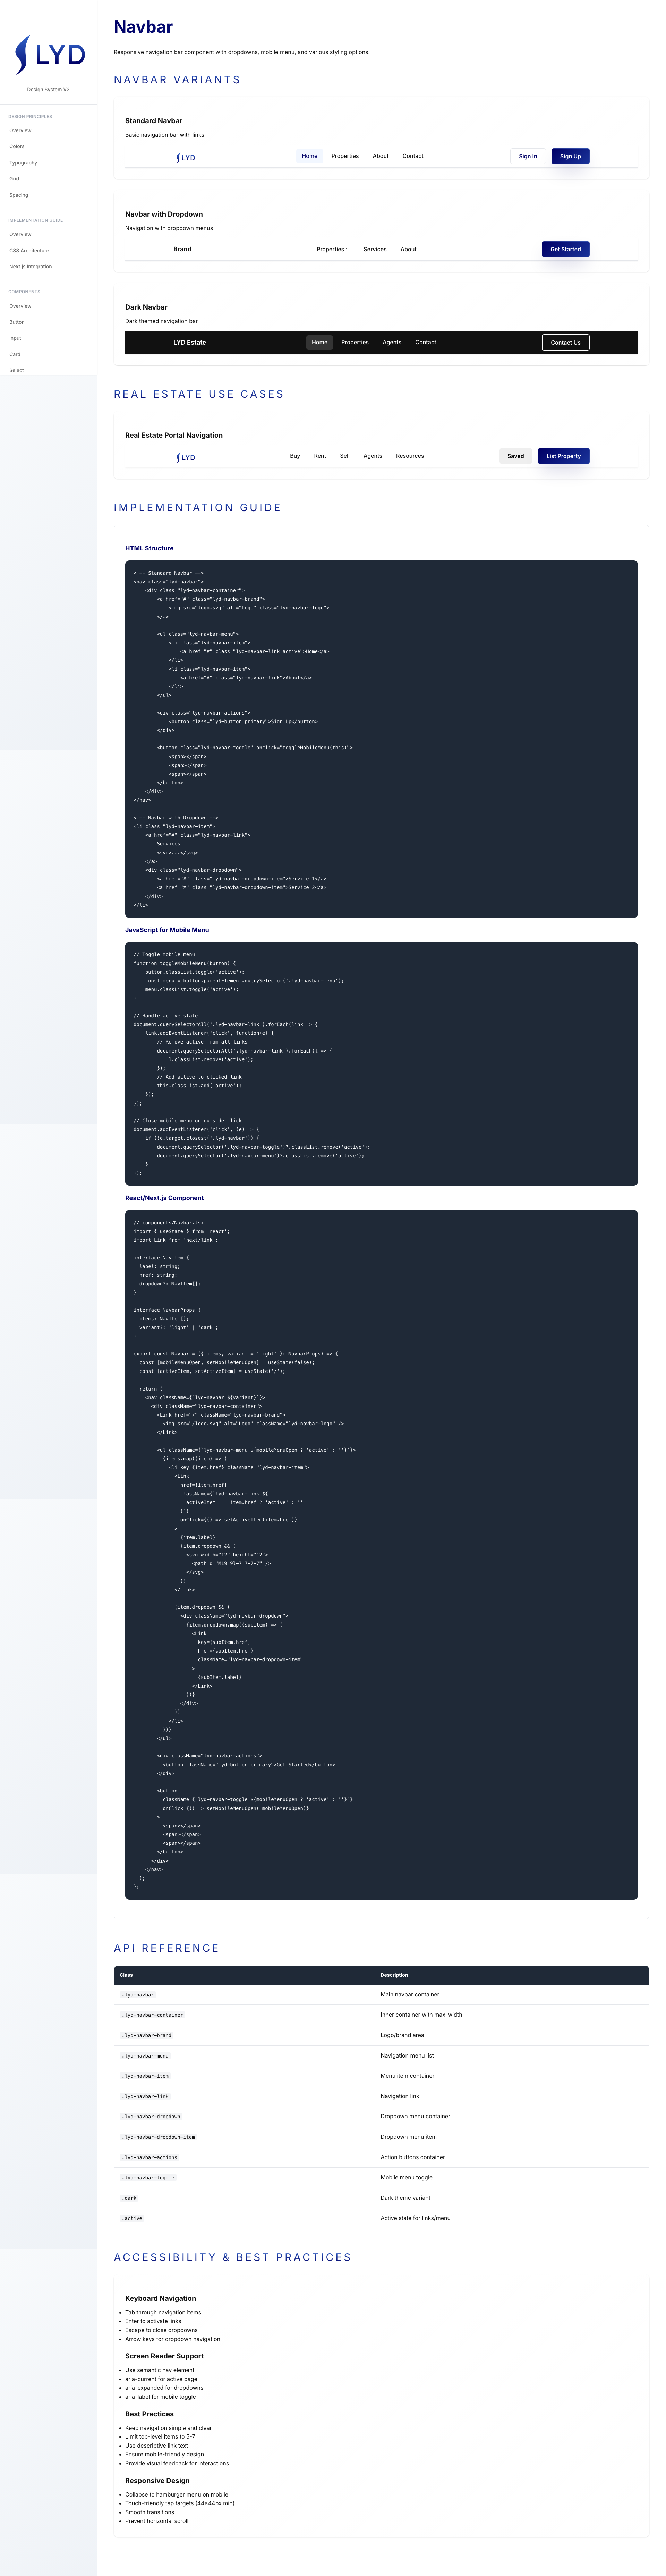 LYD
Design System V2
DESIGN PRINCIPLES
Overview
Colors
Typography
Grid
Spacing
IMPLEMENTATION GUIDE
Overview
CSS Architecture
Next.js Integration
COMPONENTS
Overview
Button
Input
Card
Select
Navbar
Responsive navigation bar component with dropdowns, mobile menu, and various styling options.
NAVBAR VARIANTS
Standard Navbar
Basic navigation bar with links
LYD Home Properties About Contact Sign In Sign Up
Navbar with Dropdown
Navigation with dropdown menus
Brand Properties Services About Get Started
Dark Navbar
Dark themed navigation bar
LYD Estate Home Properties Agents Contact Contact Us
REAL ESTATE USE CASES
Real Estate Portal Navigation
LYD Buy Rent Sell Agents Resources Saved List Property
IMPLEMENTATION GUIDE
HTML Structure
<!-- Standard Navbar -->
<nav class="lyd-navbar">
    <div class="lyd-navbar-container">
        <a href="#" class="lyd-navbar-brand">
            <img src="logo.svg" alt="Logo" class="lyd-navbar-logo">
        </a>
        <ul class="lyd-navbar-menu">
            <li class="lyd-navbar-item">
                <a href="#" class="lyd-navbar-link active">Home</a>
            </li>
            <li class="lyd-navbar-item">
                <a href="#" class="lyd-navbar-link">About</a>
            </li>
        </ul>
        <div class="lyd-navbar-actions">
            <button class="lyd-button primary">Sign Up</button>
        </div>
        <button class="lyd-navbar-toggle" onclick="toggleMobileMenu(this)">
            <span></span>
            <span></span>
            <span></span>
        </button>
    </div>
</nav>
<!-- Navbar with Dropdown -->
<li class="lyd-navbar-item">
    <a href="#" class="lyd-navbar-link">
        Services
        <svg>...</svg>
    </a>
    <div class="lyd-navbar-dropdown">
        <a href="#" class="lyd-navbar-dropdown-item">Service 1</a>
        <a href="#" class="lyd-navbar-dropdown-item">Service 2</a>
    </div>
</li>
JavaScript for Mobile Menu
// Toggle mobile menu
function toggleMobileMenu(button) {
    button.classList.toggle('active');
    const menu = button.parentElement.querySelector('.lyd-navbar-menu');
    menu.classList.toggle('active');
}
// Handle active state
document.querySelectorAll('.lyd-navbar-link').forEach(link => {
    link.addEventListener('click', function(e) {
        // Remove active from all links
        document.querySelectorAll('.lyd-navbar-link').forEach(l => {
            l.classList.remove('active');
        });
        // Add active to clicked link
        this.classList.add('active');
    });
});
// Close mobile menu on outside click
document.addEventListener('click', (e) => {
    if (!e.target.closest('.lyd-navbar')) {
        document.querySelector('.lyd-navbar-toggle')?.classList.remove('active');
        document.querySelector('.lyd-navbar-menu')?.classList.remove('active');
    }
});
React/Next.js Component
// components/Navbar.tsx
import { useState } from 'react';
import Link from 'next/link';
interface NavItem {
  label: string;
  href: string;
  dropdown?: NavItem[];
}
interface NavbarProps {
  items: NavItem[];
  variant?: 'light' | 'dark';
}
export const Navbar = ({ items, variant = 'light' }: NavbarProps) => {
  const [mobileMenuOpen, setMobileMenuOpen] = useState(false);
  const [activeItem, setActiveItem] = useState('/');
  return (
    <nav className={`lyd-navbar ${variant}`}>
      <div className="lyd-navbar-container">
        <Link href="/" className="lyd-navbar-brand">
          <img src="/logo.svg" alt="Logo" className="lyd-navbar-logo" />
        </Link>
        <ul className={`lyd-navbar-menu ${mobileMenuOpen ? 'active' : ''}`}>
          {items.map((item) => (
            <li key={item.href} className="lyd-navbar-item">
              <Link
                href={item.href}
                className={`lyd-navbar-link ${
                  activeItem === item.href ? 'active' : ''
                }`}
                onClick={() => setActiveItem(item.href)}
              >
                {item.label}
                {item.dropdown && (
                  <svg width="12" height="12">
                    <path d="M19 9l-7 7-7-7" />
                  </svg>
                )}
              </Link>
              {item.dropdown && (
                <div className="lyd-navbar-dropdown">
                  {item.dropdown.map((subItem) => (
                    <Link
                      key={subItem.href}
                      href={subItem.href}
                      className="lyd-navbar-dropdown-item"
                    >
                      {subItem.label}
                    </Link>
                  ))}
                </div>
              )}
            </li>
          ))}
        </ul>
        <div className="lyd-navbar-actions">
          <button className="lyd-button primary">Get Started</button>
        </div>
        <button
          className={`lyd-navbar-toggle ${mobileMenuOpen ? 'active' : ''}`}
          onClick={() => setMobileMenuOpen(!mobileMenuOpen)}
        >
          <span></span>
          <span></span>
          <span></span>
        </button>
      </div>
    </nav>
  );
};
API REFERENCE
Class Description
.lyd-navbar Main navbar container
.lyd-navbar-container Inner container with max-width
.lyd-navbar-brand Logo/brand area
.lyd-navbar-menu Navigation menu list
.lyd-navbar-item Menu item container
.lyd-navbar-link Navigation link
.lyd-navbar-dropdown Dropdown menu container
.lyd-navbar-dropdown-item Dropdown menu item
.lyd-navbar-actions Action buttons container
.lyd-navbar-toggle Mobile menu toggle
.dark Dark theme variant
.active Active state for links/menu
ACCESSIBILITY & BEST PRACTICES
Keyboard Navigation
• Tab through navigation items
• Enter to activate links
• Escape to close dropdowns
• Arrow keys for dropdown navigation
Screen Reader Support
• Use semantic nav element
• aria-current for active page
• aria-expanded for dropdowns
• aria-label for mobile toggle
Best Practices
• Keep navigation simple and clear
• Limit top-level items to 5-7
• Use descriptive link text
• Ensure mobile-friendly design
• Provide visual feedback for interactions
Responsive Design
• Collapse to hamburger menu on mobile
• Touch-friendly tap targets (44×44px min)
• Smooth transitions
• Prevent horizontal scroll